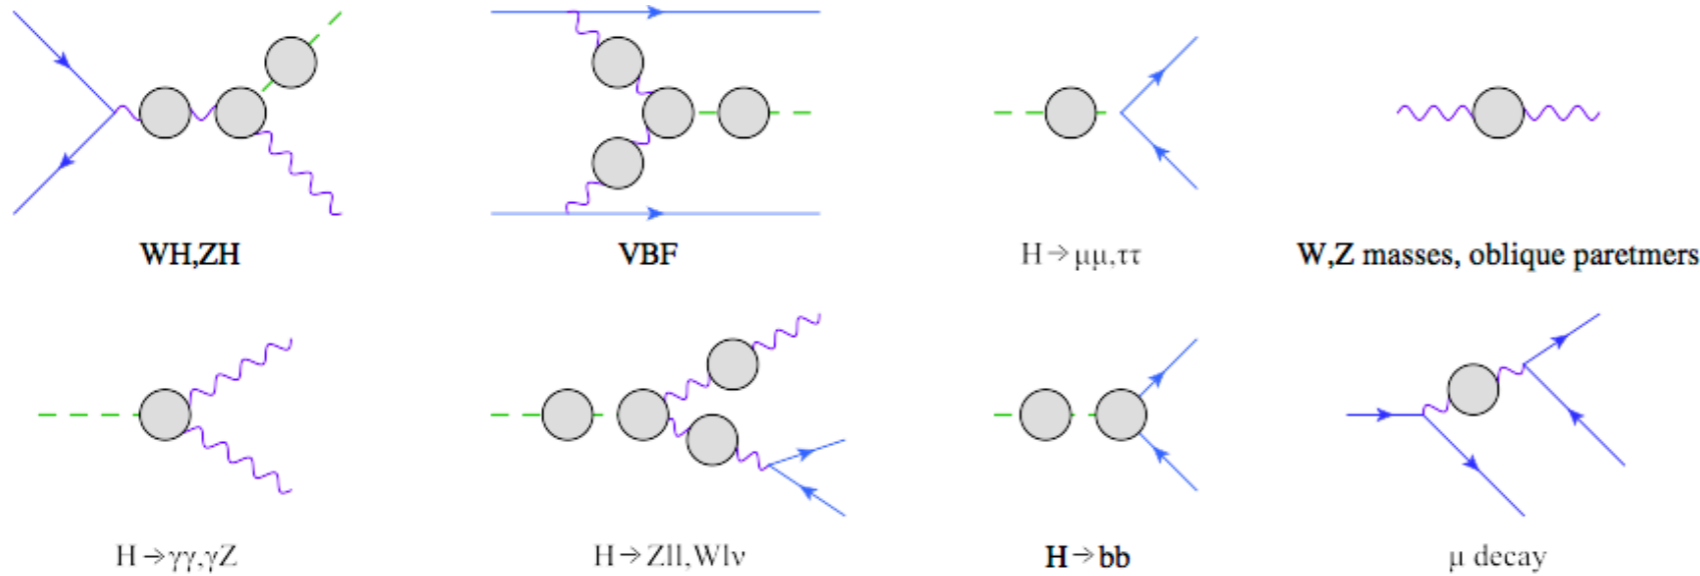 WH,ZH
VBF
H→μμ,ττ
W,Z masses, oblique paretmers
H→γγ,γZ
H→Zll,Wlν
H→bb
μ decay